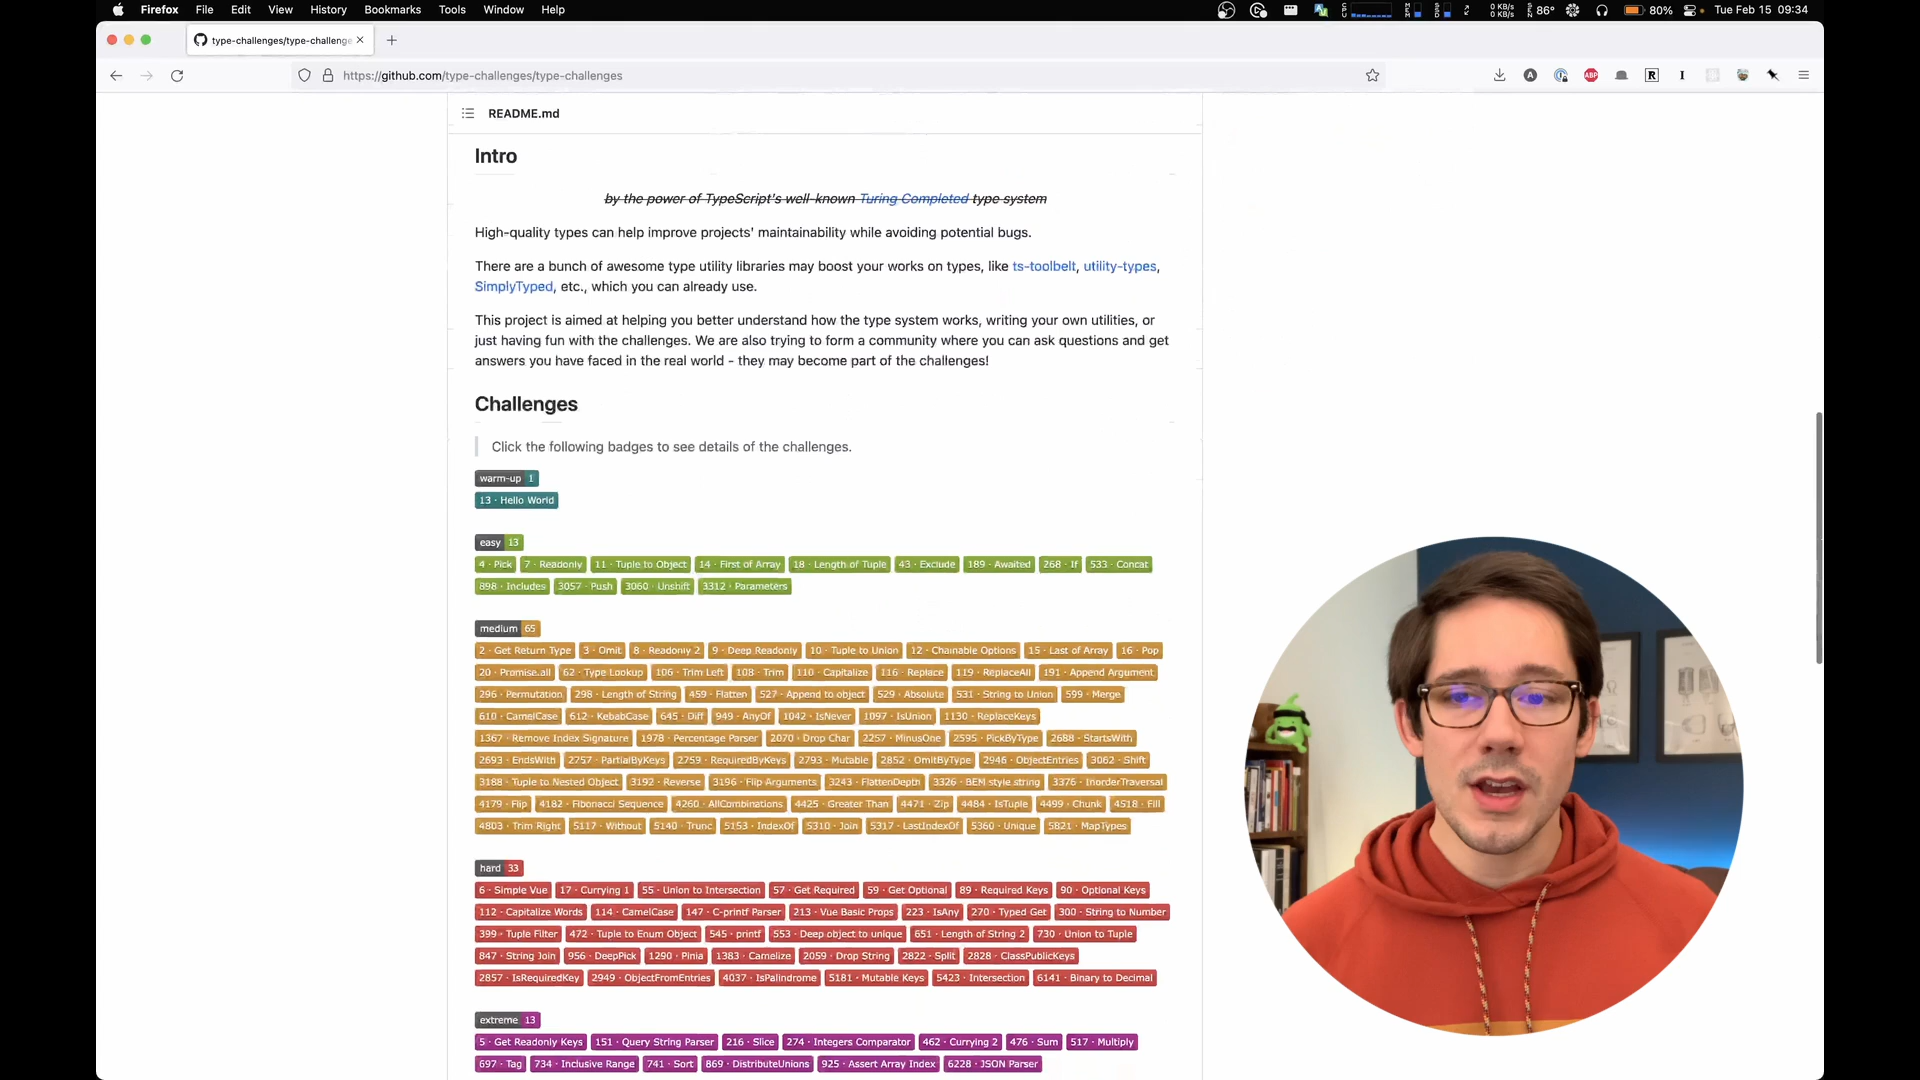 Firefox File Edit View History Bookmarks Tools Window Help
0 KB/s
0 KB/s
86° 80% Tue Feb 15 09:34
type-challenges/type-challenge
https://github.com/type-challenges/type-challenges
README.md
Intro
by the power of TypeScript's well-known Turing Completed type system
High-quality types can help improve projects' maintainability while avoiding potential bugs.
There are a bunch of awesome type utility libraries may boost your works on types, like ts-toolbelt, utility-types,
SimplyTyped, etc., which you can already use.
This project is aimed at helping you better understand how the type system works, writing your own utilities, or
just having fun with the challenges. We are also trying to form a community where you can ask questions and get
answers you have faced in the real world - they may become part of the challenges!
Challenges
Click the following badges to see details of the challenges.
warm-up 1
13・Hello World
easy 13
4・Pick 7・Readonly 11・Tuple to Object 14・First of Array 18・Length of Tuple 43・Exclude 189・Awaited 268・If 533・Concat
898・Includes 3057・Push 3060・Unshift 3312・Parameters
medium 65
2・Get Return Type 3・Omit 8・Readonly 2 9・Deep Readonly 10・Tuple to Union 12・Chainable Options 15・Last of Array 16・Pop
20・Promise.all 62・Type Lookup 106・Trim Left 108・Trim 110・Capitalize 116・Replace 119・ReplaceAll 191・Append Argument
296・Permutation 298・Length of String 459・Flatten 527・Append to object 529・Absolute 531・String to Union 599・Merge
610・CamelCase 612・KebabCase 645・Diff 949・AnyOf 1042・IsNever 1097・IsUnion 1130・ReplaceKeys
1367・Remove Index Signature 1978・Percentage Parser 2070・Drop Char 2257・MinusOne 2595・PickByType 2688・StartsWith
2693・EndsWith 2757・PartialByKeys 2759・RequiredByKeys 2793・Mutable 2852・OmitByType 2946・ObjectEntries 3062・Shift
3188・Tuple to Nested Object 3192・Reverse 3196・Flip Arguments 3243・FlattenDepth 3326・BEM style string 3376・InorderTraversal
4179・Flip 4182・Fibonacci Sequence 4260・AllCombinations 4425・Greater Than 4471・Zip 4484・IsTuple 4499・Chunk 4518・Fill
4803・Trim Right 5117・Without 5140・Trunc 5153・IndexOf 5310・Join 5317・LastIndexOf 5360・Unique 5821・MapTypes
hard 33
6・Simple Vue 17・Currying 1 55・Union to Intersection 57・Get Required 59・Get Optional 89・Required Keys 90・Optional Keys
112・Capitalize Words 114・CamelCase 147・C-printf Parser 213・Vue Basic Props 223・IsAny 270・Typed Get 300・String to Number
399・Tuple Filter 472・Tuple to Enum Object 545・printf 553・Deep object to unique 651・Length of String 2 730・Union to Tuple
847・String Join 956・DeepPick 1290・Pinia 1383・Camelize 2059・Drop String 2822・Split 2828・ClassPublicKeys
2857・IsRequiredKey 2949・ObjectFromEntries 4037・IsPalindrome 5181・Mutable Keys 5423・Intersection 6141・Binary to Decimal
extreme 13
5・Get Readonly Keys 151・Query String Parser 216・Slice 274・Integers Comparator 462・Currying 2 476・Sum 517・Multiply
697・Tag 734・Inclusive Range 741・Sort 869・DistributeUnions 925・Assert Array Index 6228・JSON Parser